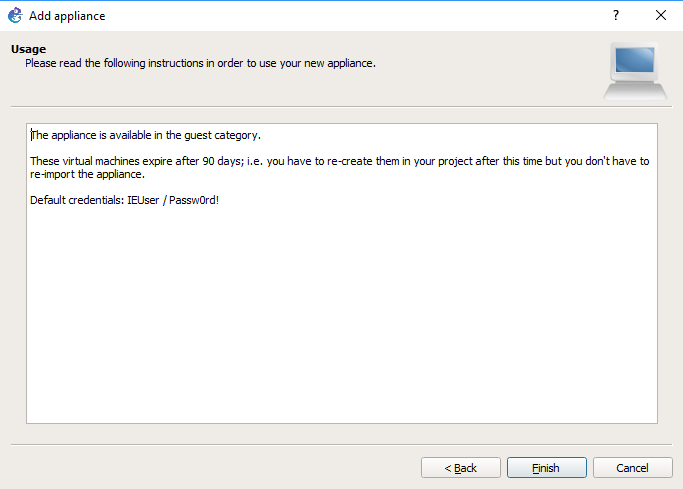 Add appliance
?
Usage
Please read the following instructions in order to use your new appliance.
The appliance is available in the guest category.
These virtual machines expire after 90 days; i.e. you have to re-create them in your project after this time but you don't have to
re-import the appliance.
Default credentials: IEUser / Passw0rd!
< Back
Finish
Cancel